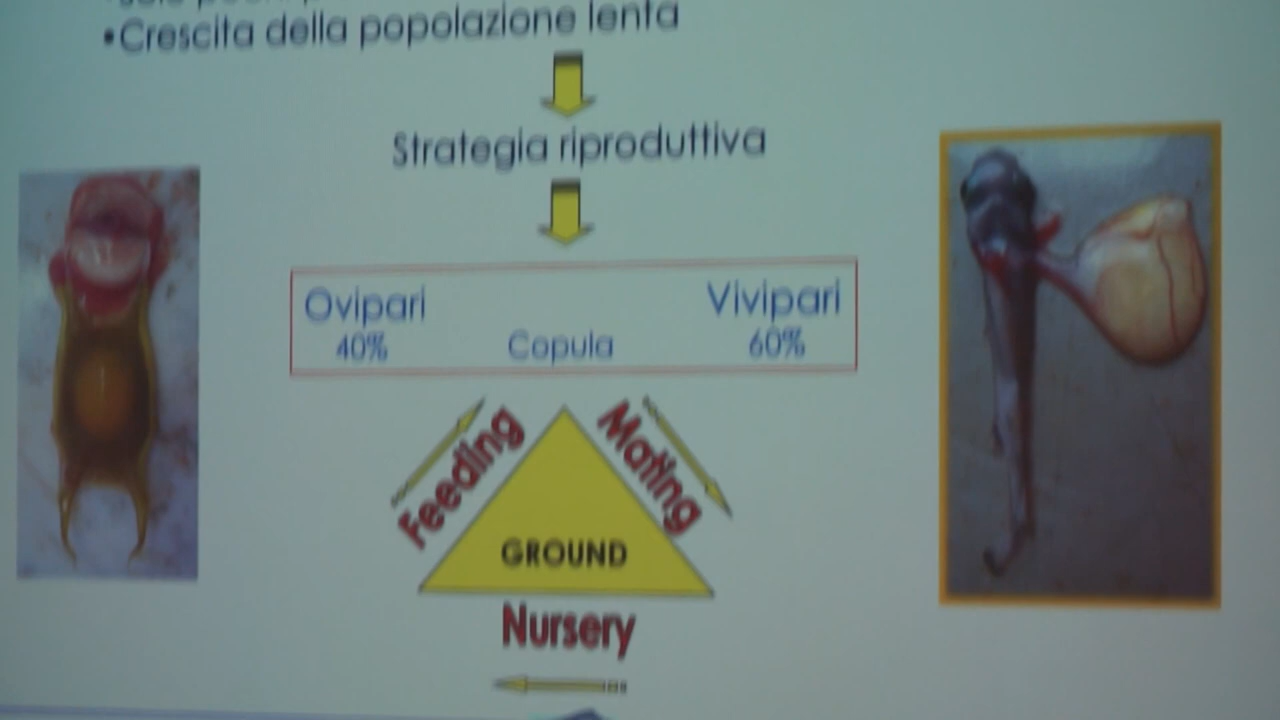 •Crescita della popolazione lenta
Strategia riproduttiva
Ovipari
Vivipari
40%
Copula
60%
Feeding
Mating
GROUND
Nursery